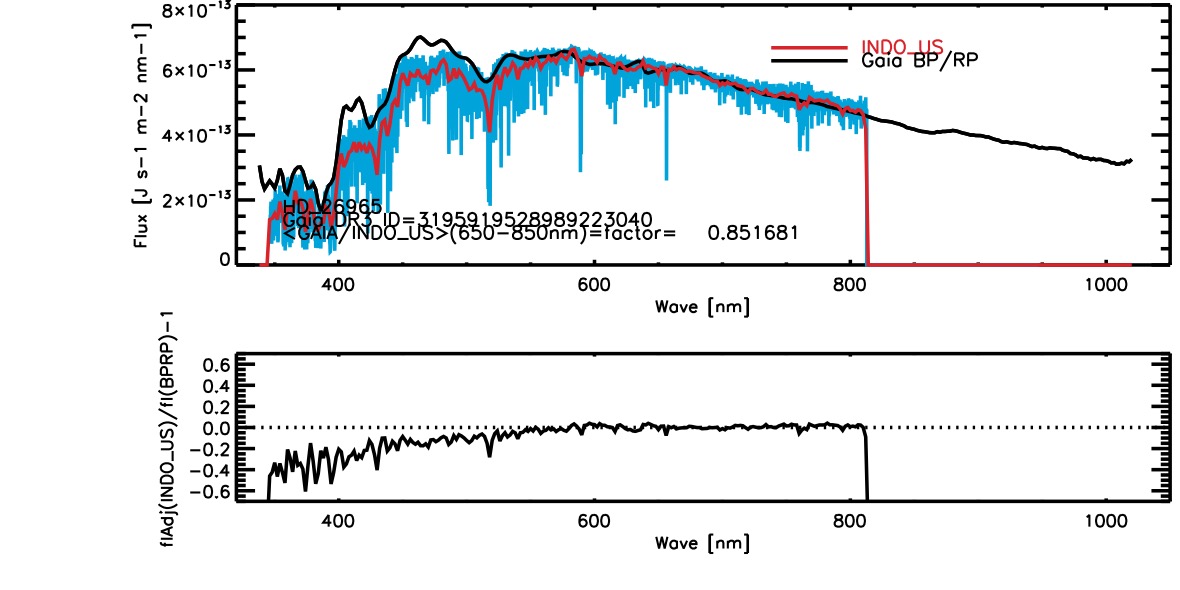 8×10⁻¹³
6×10⁻¹³
4×10⁻¹³
2×10⁻¹³
0
Flux [J s−1 m−2 nm−1]
INDO_US
Gaia BP/RP
HD_26965
Gaia DR3 ID=3195919528989223040
<GAIA/INDO_US>(650−850nm)=factor= 0.851681
400 600 800 1000
Wave [nm]
flAdj(INDO_US)/fl(BPRP)−1
0.6
0.4
0.2
0.0
−0.2
−0.4
−0.6
400 600 800 1000
Wave [nm]